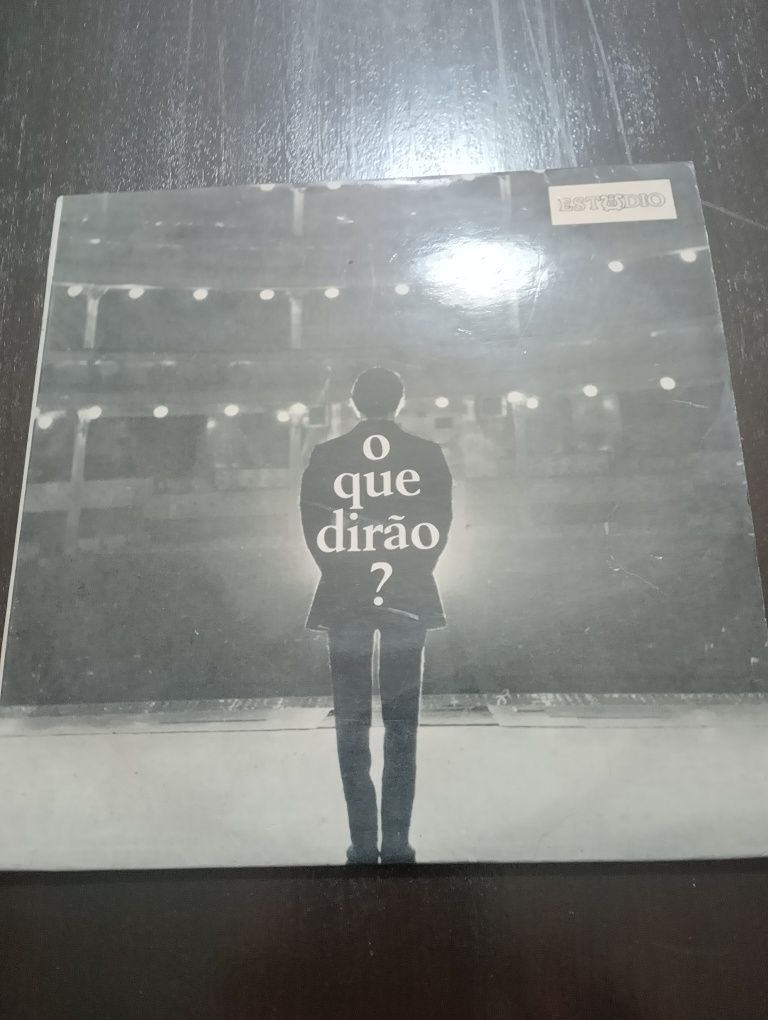 ESTÚDIO
o
que
dirão
?